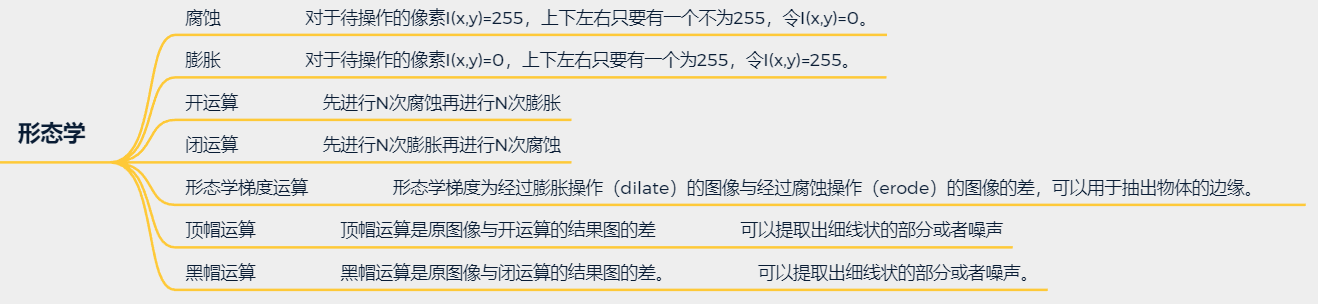 形态学
腐蚀 对于待操作的像素I(x,y)=255，上下左右只要有一个不为255，令I(x,y)=0。
膨胀 对于待操作的像素I(x,y)=0，上下左右只要有一个为255，令I(x,y)=255。
开运算 先进行N次腐蚀再进行N次膨胀
闭运算 先进行N次膨胀再进行N次腐蚀
形态学梯度运算 形态学梯度为经过膨胀操作（dilate）的图像与经过腐蚀操作（erode）的图像的差，可以用于抽出物体的边缘。
顶帽运算 顶帽运算是原图像与开运算的结果图的差 可以提取出细线状的部分或者噪声
黑帽运算 黑帽运算是原图像与闭运算的结果图的差。 可以提取出细线状的部分或者噪声。